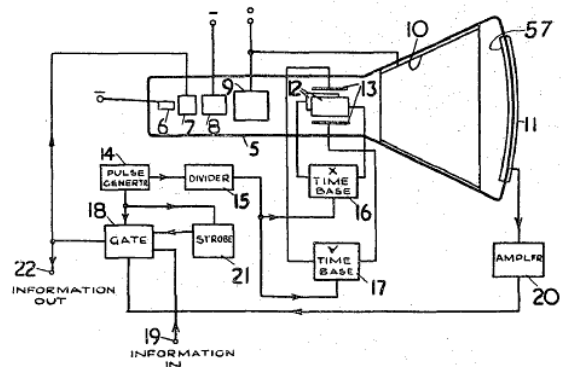 10
57
9
12
13
11
6
7
8
5
14
PULSE
GENERTR
DIVIDER
15
X
TIME
BASE
16
18
GATE
STROBE
21
Y
TIME
BASE
17
AMPLFR
20
22
INFORMATION
OUT
19
INFORMATION
IN